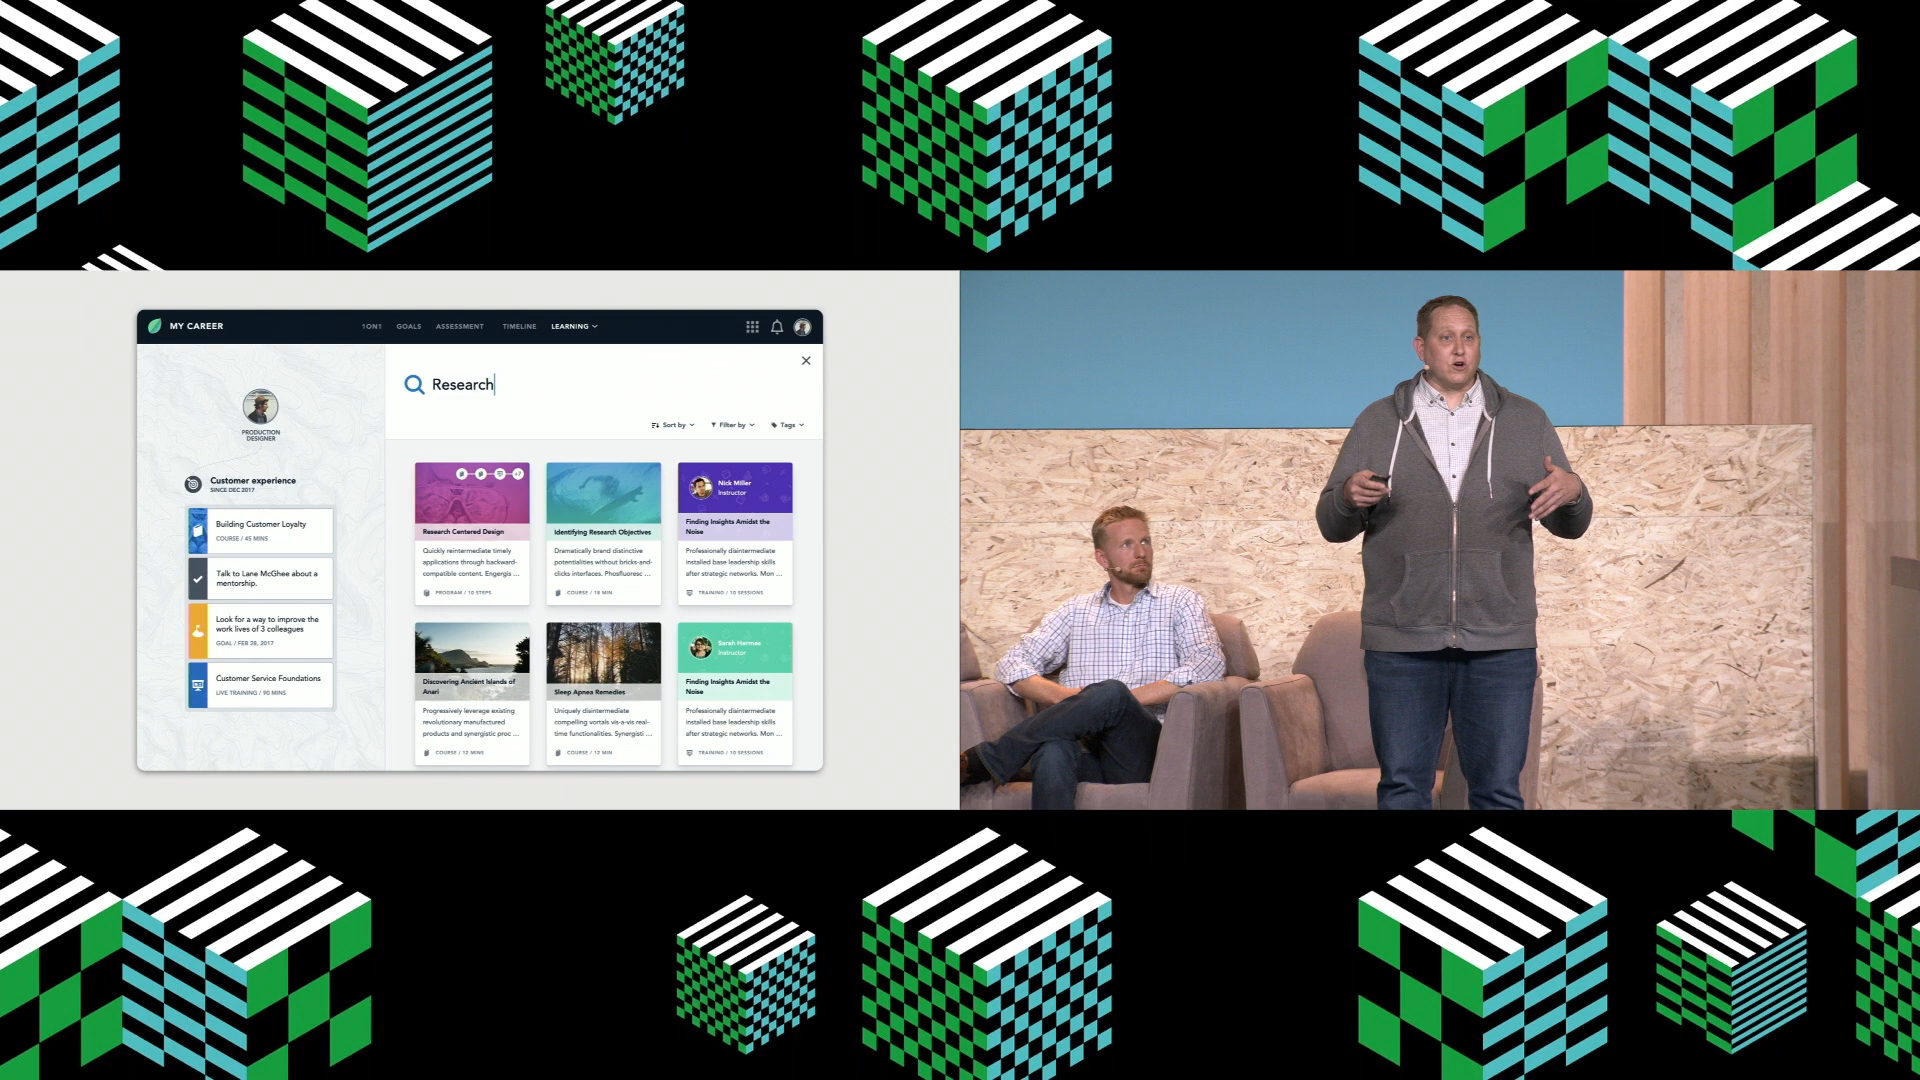 MY CAREER
1ON1 GOALS ASSESSMENT TIMELINE LEARNING
PRODUCTION
DESIGNER
Customer experience
SINCE DEC 2017
Building Customer Loyalty
COURSE / 45 MINS
Talk to Lane McGhee about a
mentorship.
Look for a way to improve the
work lives of 3 colleagues
GOAL / FEB 28, 2017
Customer Service Foundations
LIVE TRAINING / 90 MINS
Research
Sort by Filter by Tags
Research Centered Design
Quickly reintermediate timely
applications through backward-
compatible content. Engergis ...
PROGRAM / 10 STEPS
Identifying Research Objectives
Dramatically brand distinctive
potentialities without bricks-and-
clicks interfaces. Phosfluoresc ...
COURSE / 18 MIN
Nick Miller
Instructor
Finding Insights Amidst the
Noise
Professionally disintermediate
installed base leadership skills
after strategic networks. Mon ...
TRAINING / 10 SESSIONS
Discovering Ancient Islands of
Anari
Progressively leverage existing
revolutionary manufactured
products and synergistic proc ...
COURSE / 12 MINS
Sleep Apnea Remedies
Uniquely disintermediate
compelling vortals vis-a-vis real-
time functionalities. Synergisti ...
COURSE / 12 MIN
Sarah Hermes
Instructor
Finding Insights Amidst the
Noise
Professionally disintermediate
installed base leadership skills
after strategic networks. Mon ...
TRAINING / 10 SESSIONS